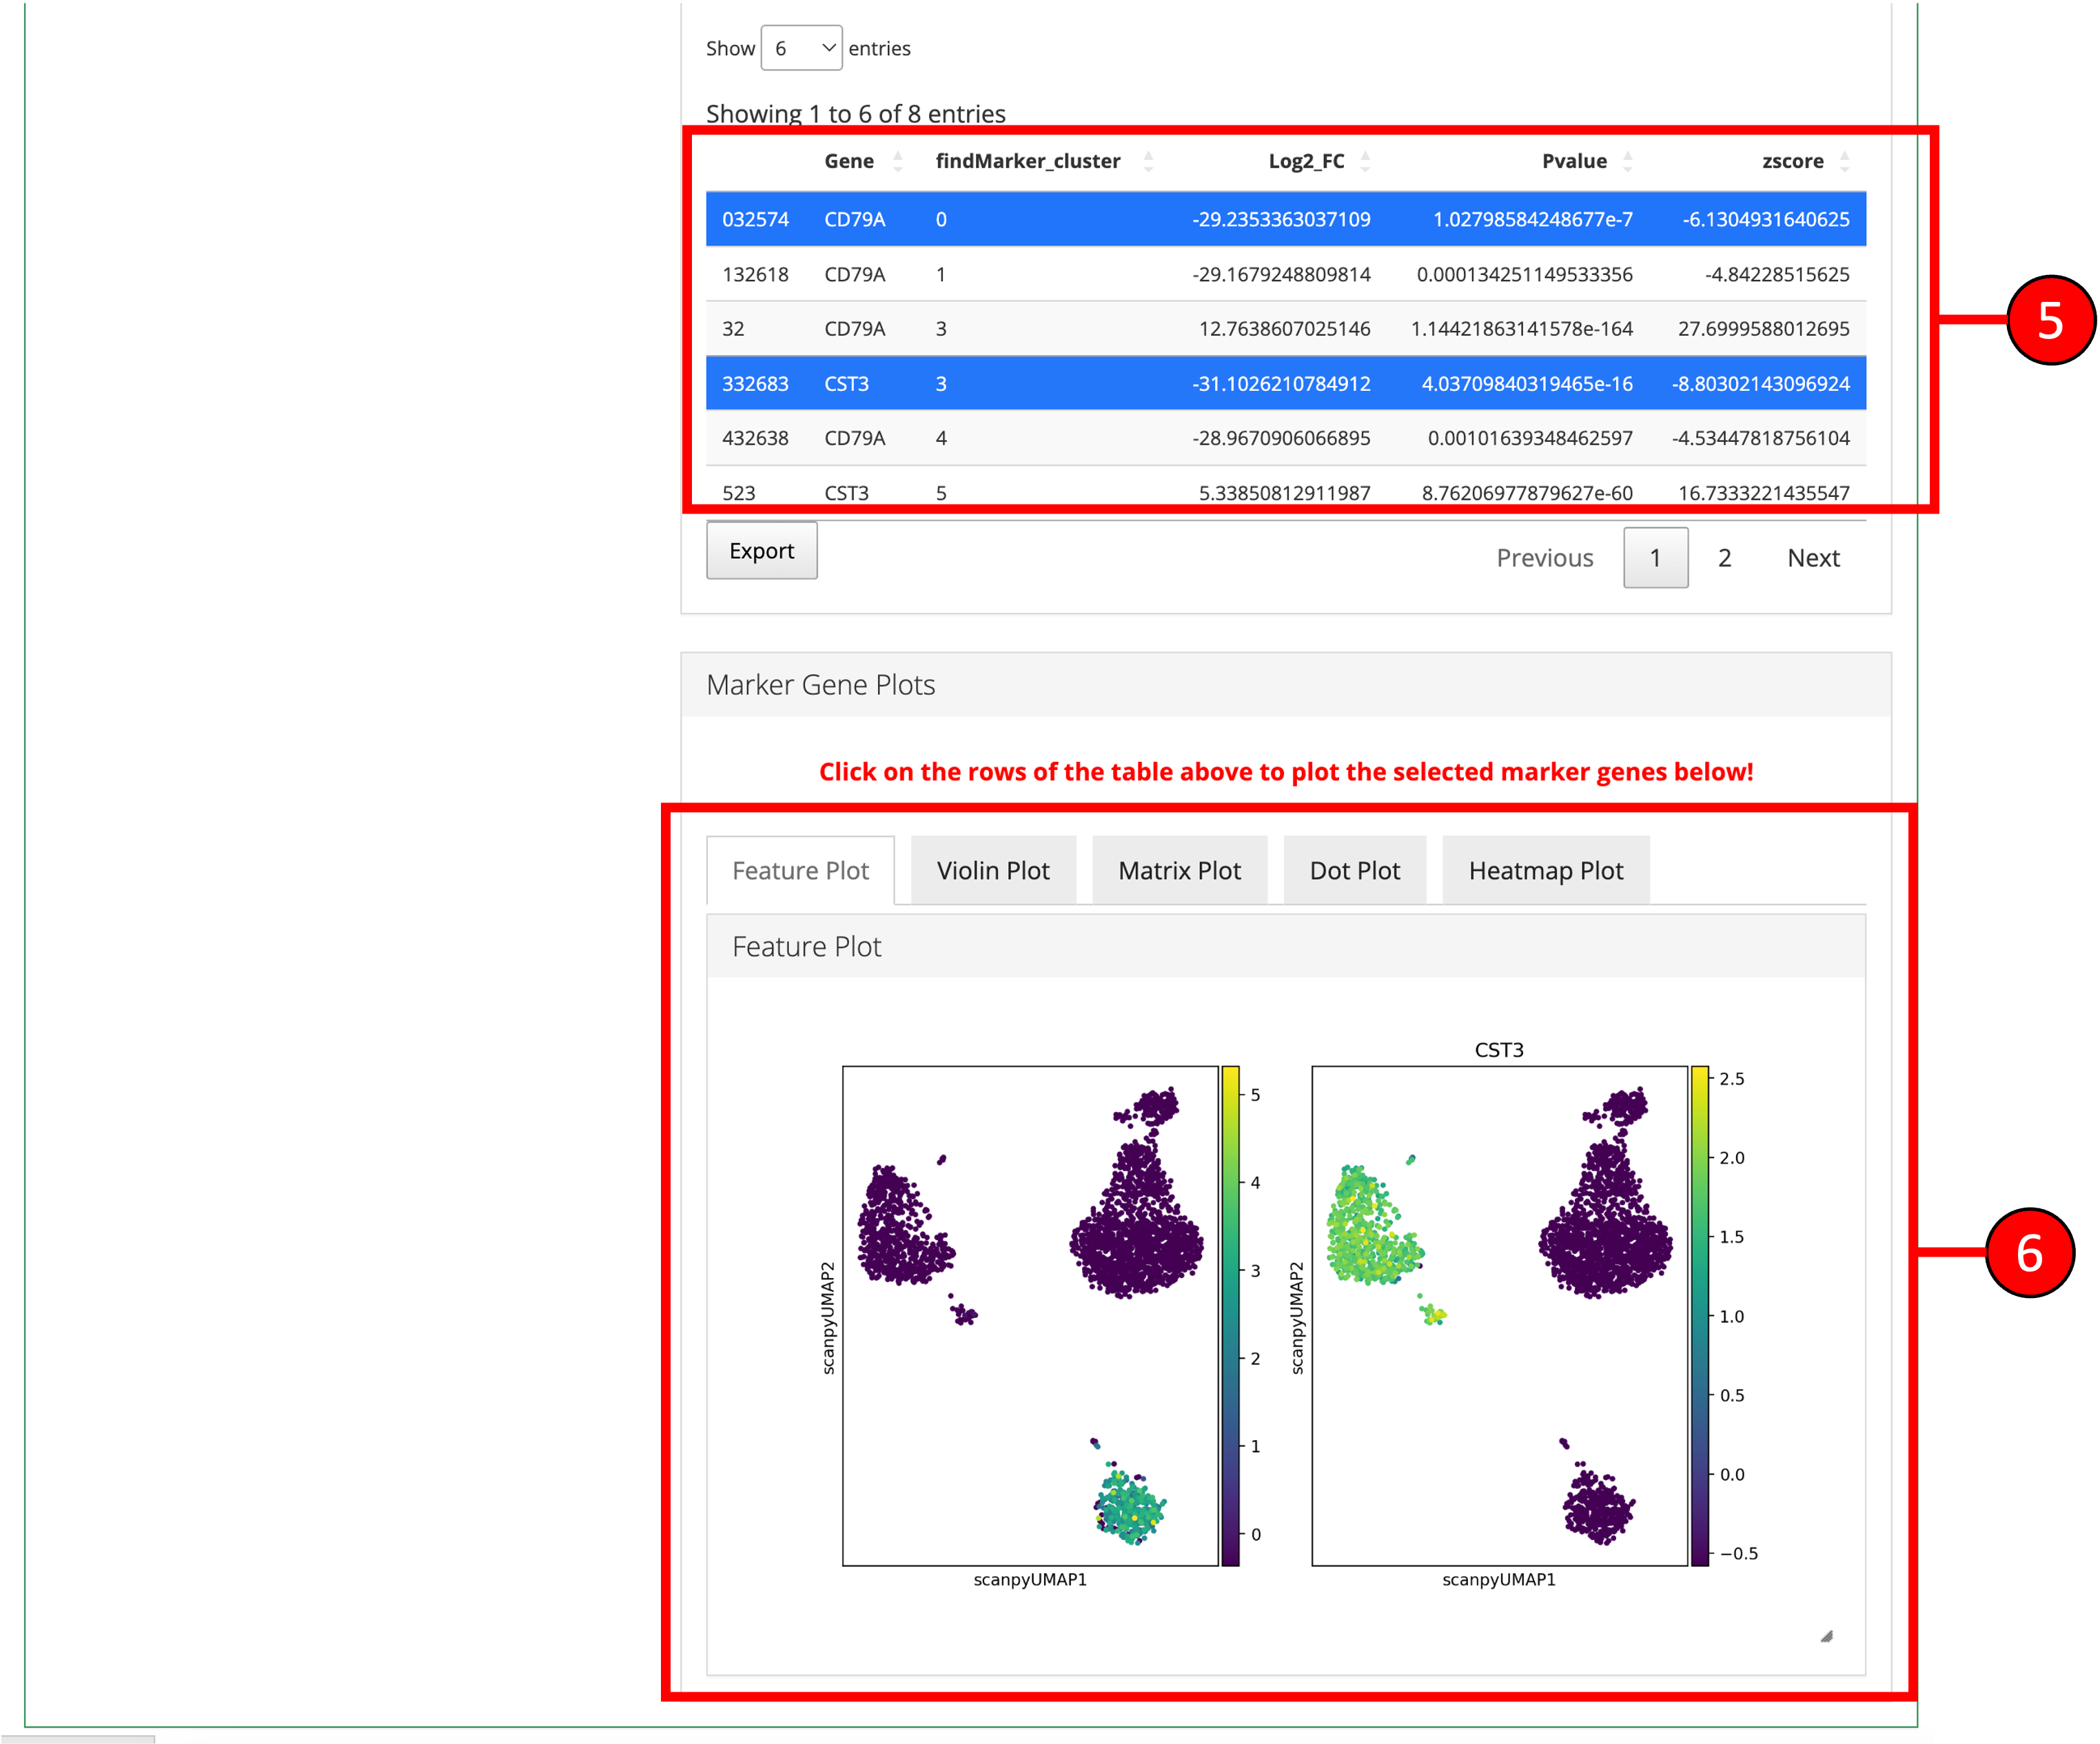 Show 6 entries
Showing 1 to 6 of 8 entries
Gene findMarker_cluster Log2_FC Pvalue zscore
032574 CD79A 0 -29.2353363037109 1.02798584248677e-7 -6.1304931640625
132618 CD79A 1 -29.1679248809814 0.000134251149533356 -4.84228515625
32 CD79A 3 12.7638607025146 1.14421863141578e-164 27.6999588012695
332683 CST3 3 -31.1026210784912 4.03709840319465e-16 -8.80302143096924
432638 CD79A 4 -28.9670906066895 0.00101639348462597 -4.53447818756104
523 CST3 5 5.33850812911987 8.76206977879627e-60 16.7333221435547
5
Export Previous 1 2 Next
Marker Gene Plots
Click on the rows of the table above to plot the selected marker genes below!
Feature Plot Violin Plot Matrix Plot Dot Plot Heatmap Plot
Feature Plot
scanpyUMAP2
scanpyUMAP1
5
4
3
2
1
0
CST3
scanpyUMAP2
scanpyUMAP1
2.5
2.0
1.5
1.0
0.5
0.0
−0.5
6